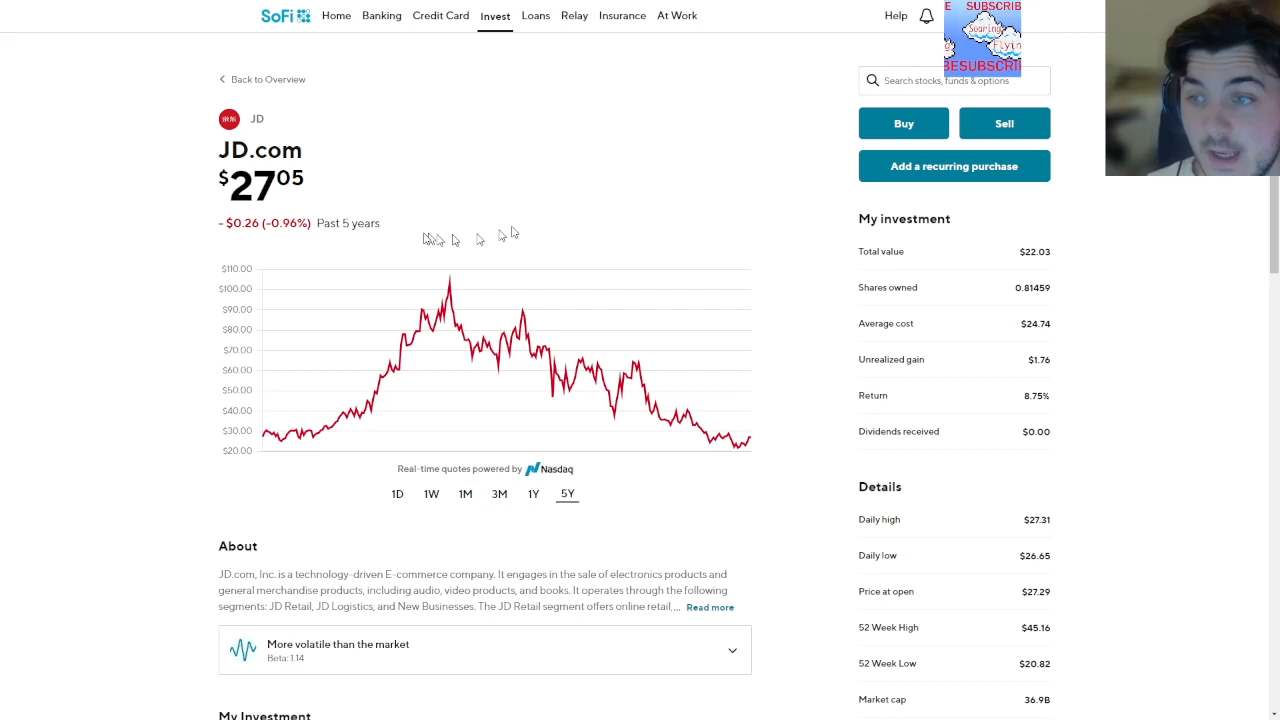 SoFi Home Banking Credit Card Invest Loans Relay Insurance At Work Help
E SUBSCRIB
Soaring
Flyin
BESUBSCRI
Back to Overview
Search stocks, funds & options
JD
Buy Sell
JD.com
$27 05
Add a recurring purchase
- $0.26 (-0.96%) Past 5 years
$110.00
$100.00
$90.00
$80.00
$70.00
$60.00
$50.00
$40.00
$30.00
$20.00
Real-time quotes powered by Nasdaq
1D 1W 1M 3M 1Y 5Y
About
JD.com, Inc. is a technology-driven E-commerce company. It engages in the sale of electronics products and
general merchandise products, including audio, video products, and books. It operates through the following
segments: JD Retail, JD Logistics, and New Businesses. The JD Retail segment offers online retail,... Read more
More volatile than the market
Beta: 1.14
My Investment
My investment
Total value $22.03
Shares owned 0.81459
Average cost $24.74
Unrealized gain $1.76
Return 8.75%
Dividends received $0.00
Details
Daily high $27.31
Daily low $26.65
Price at open $27.29
52 Week High $45.16
52 Week Low $20.82
Market cap 36.9B